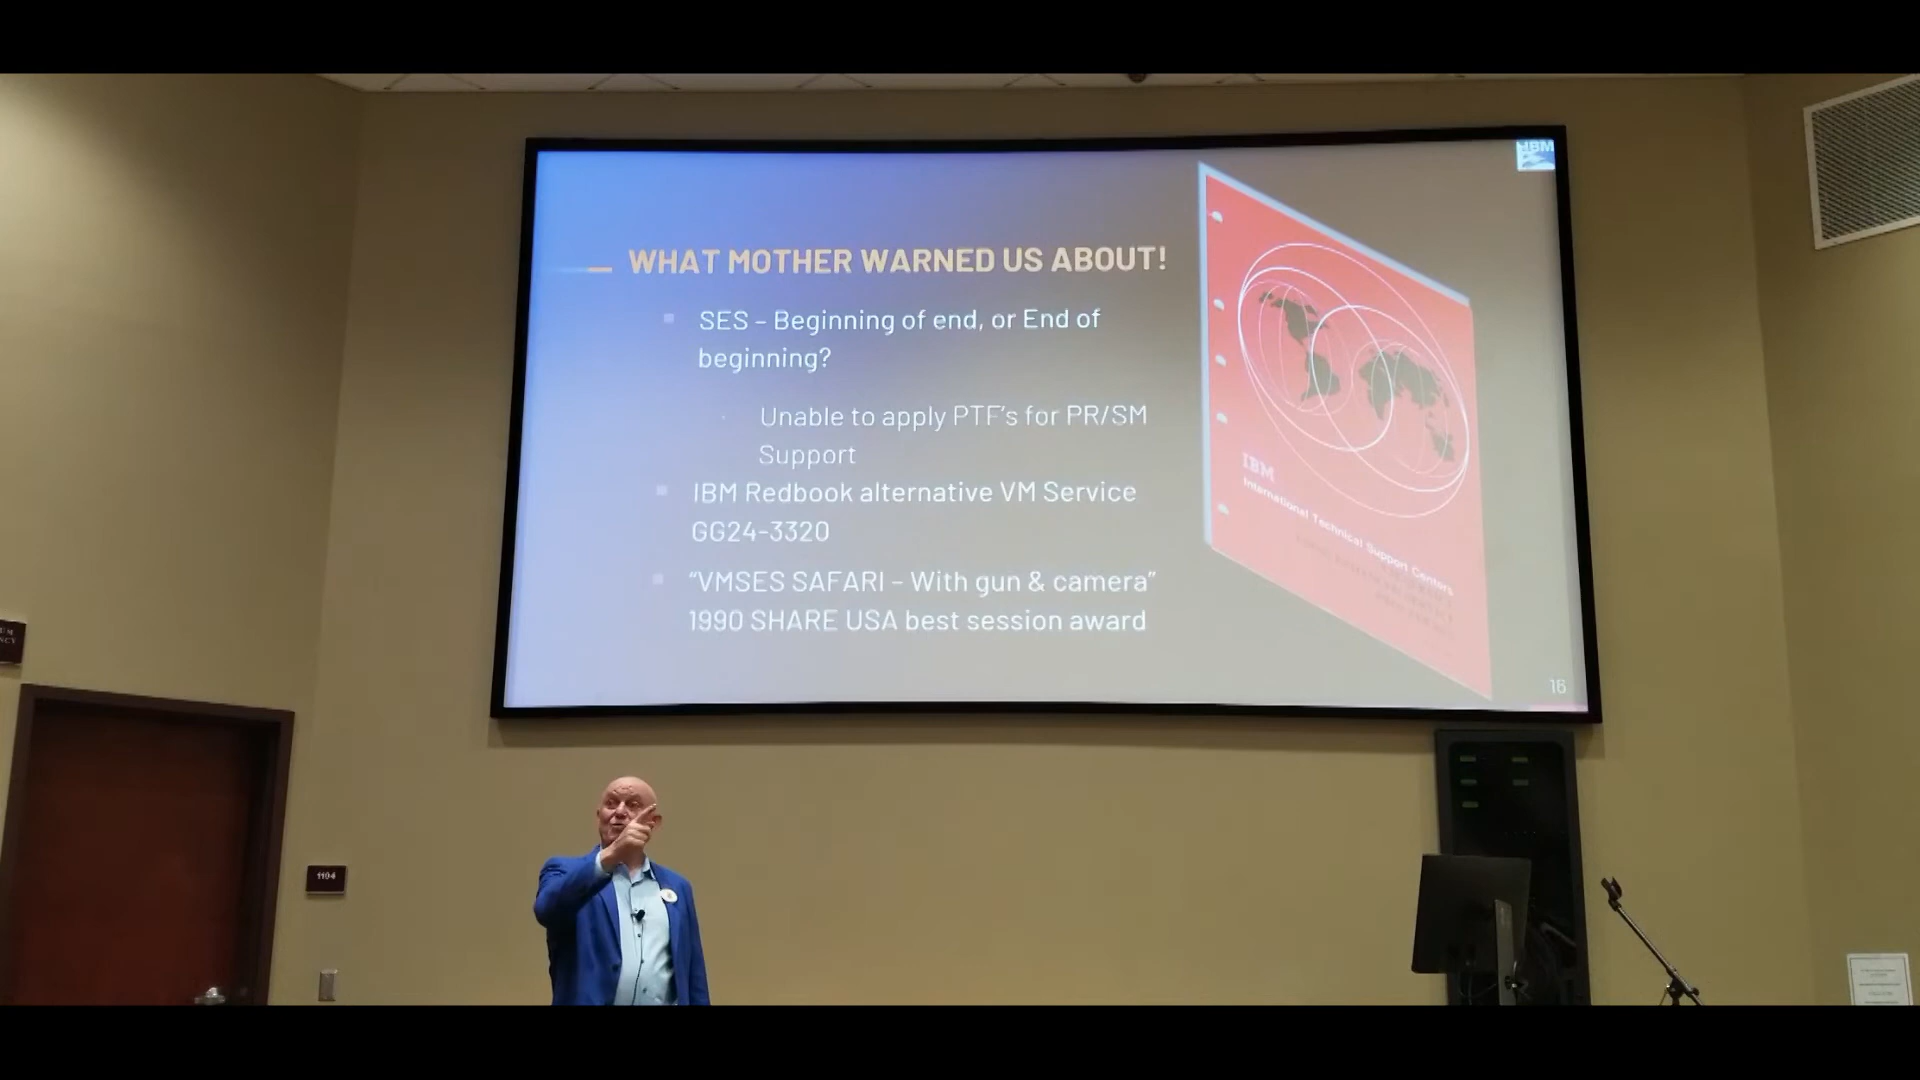 IBM
WHAT MOTHER WARNED US ABOUT!
SES – Beginning of end, or End of
beginning?
Unable to apply PTF's for PR/SM
Support
IBM Redbook alternative VM Service
GG24-3320
"VMSES SAFARI – With gun & camera"
1990 SHARE USA best session award
IBM
International Technical Support Centers
16
1104